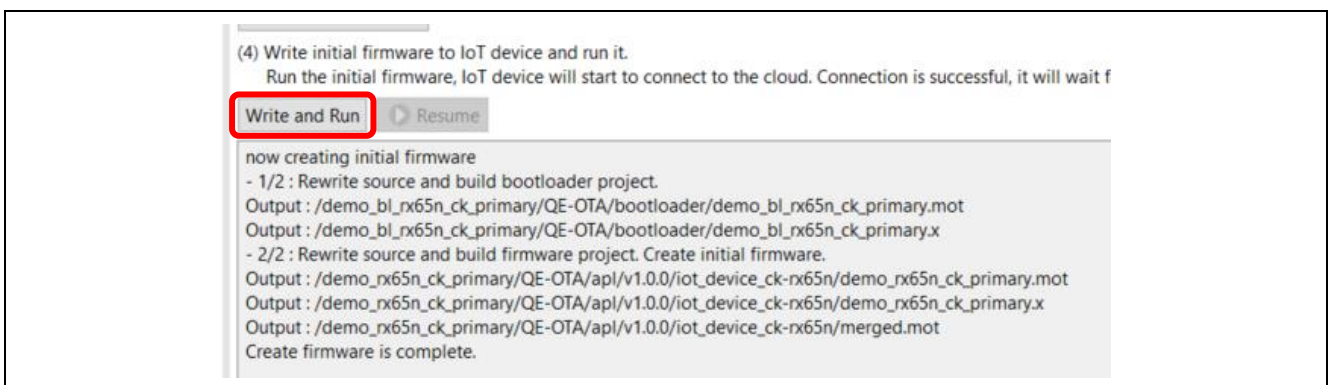 (4) Write initial firmware to IoT device and run it.
Run the initial firmware, IoT device will start to connect to the cloud. Connection is successful, it will wait f
Write and Run Resume
now creating initial firmware
- 1/2 : Rewrite source and build bootloader project.
Output : /demo_bl_rx65n_ck_primary/QE-OTA/bootloader/demo_bl_rx65n_ck_primary.mot
Output : /demo_bl_rx65n_ck_primary/QE-OTA/bootloader/demo_bl_rx65n_ck_primary.x
- 2/2 : Rewrite source and build firmware project. Create initial firmware.
Output : /demo_rx65n_ck_primary/QE-OTA/apl/v1.0.0/iot_device_ck-rx65n/demo_rx65n_ck_primary.mot
Output : /demo_rx65n_ck_primary/QE-OTA/apl/v1.0.0/iot_device_ck-rx65n/demo_rx65n_ck_primary.x
Output : /demo_rx65n_ck_primary/QE-OTA/apl/v1.0.0/iot_device_ck-rx65n/merged.mot
Create firmware is complete.